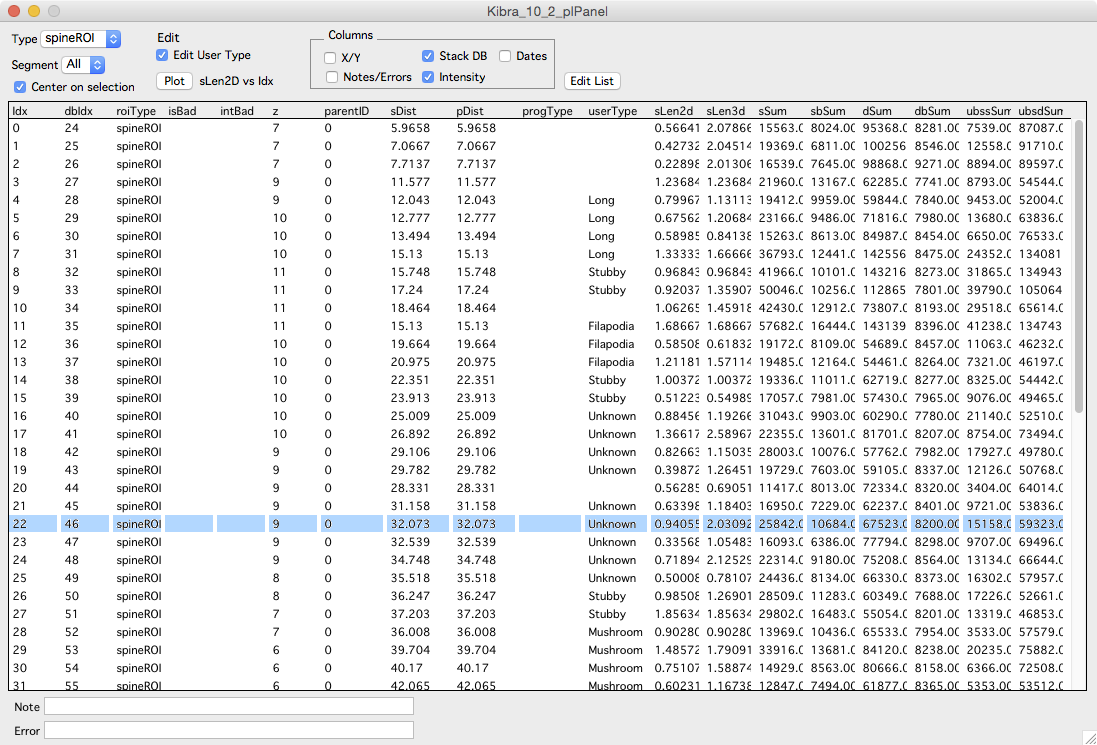 Kibra_10_2_plPanel
Type spineROI Edit Columns
Edit User Type X/Y Stack DB Dates
Segment All
Plot sLen2D vs Idx Notes/Errors Intensity Edit List
Center on selection
Idx dbIdx roiType isBad intBad z parentID sDist pDist progType userType sLen2d sLen3d sSum sbSum dSum dbSum ubssSum ubsdSum
0 24 spineROI 7 0 5.9658 5.9658 0.56641 2.07866 15563.0 8024.00 95368.0 8281.00 7539.00 87087.0
1 25 spineROI 7 0 7.0667 7.0667 0.42732 2.04514 19369.0 6811.00 100256 8546.00 12558.0 91710.0
2 26 spineROI 7 0 7.7137 7.7137 0.22898 2.01306 16539.0 7645.00 98868.0 9271.00 8894.00 89597.0
3 27 spineROI 9 0 11.577 11.577 1.23684 1.23684 21960.0 13167.0 62285.0 7741.00 8793.00 54544.0
4 28 spineROI 9 0 12.043 12.043 Long 0.79967 1.13113 19412.0 9959.00 59844.0 7840.00 9453.00 52004.0
5 29 spineROI 10 0 12.777 12.777 Long 0.67562 1.20684 23166.0 9486.00 71816.0 7980.00 13680.0 63836.0
6 30 spineROI 10 0 13.494 13.494 Long 0.58985 0.84138 15263.0 8613.00 84987.0 8454.00 6650.00 76533.0
7 31 spineROI 10 0 15.13 15.13 Long 1.33333 1.66666 36793.0 12441.0 142556 8475.00 24352.0 134081
8 32 spineROI 11 0 15.748 15.748 Stubby 0.96843 0.96843 41966.0 10101.0 143216 8273.00 31865.0 134943
9 33 spineROI 11 0 17.24 17.24 Stubby 0.92037 1.35907 50046.0 10256.0 112865 7801.00 39790.0 105064
10 34 spineROI 11 0 18.464 18.464 1.06265 1.45918 42430.0 12912.0 73807.0 8193.00 29518.0 65614.0
11 35 spineROI 11 0 15.13 15.13 Filapodia 1.68667 1.68667 57682.0 16444.0 143139 8396.00 41238.0 134743
12 36 spineROI 10 0 19.664 19.664 Filapodia 0.58508 0.61832 19172.0 8109.00 54689.0 8457.00 11063.0 46232.0
13 37 spineROI 10 0 20.975 20.975 Filapodia 1.21181 1.57114 19485.0 12164.0 54461.0 8264.00 7321.00 46197.0
14 38 spineROI 10 0 22.351 22.351 Stubby 1.00372 1.00372 19336.0 11011.0 62719.0 8277.00 8325.00 54442.0
15 39 spineROI 10 0 23.913 23.913 Stubby 0.51223 0.54989 17057.0 7981.00 57430.0 7965.00 9076.00 49465.0
16 40 spineROI 10 0 25.009 25.009 Unknown 0.88456 1.19266 31043.0 9903.00 60290.0 7780.00 21140.0 52510.0
17 41 spineROI 10 0 26.892 26.892 Unknown 1.36617 2.58967 22355.0 13601.0 81701.0 8207.00 8754.00 73494.0
18 42 spineROI 9 0 29.106 29.106 Unknown 0.82663 1.15035 28003.0 10076.0 57762.0 7982.00 17927.0 49780.0
19 43 spineROI 9 0 29.782 29.782 Unknown 0.39872 1.26451 19729.0 7603.00 59105.0 8337.00 12126.0 50768.0
20 44 spineROI 9 0 28.331 28.331 0.56285 0.69051 11417.0 8013.00 72334.0 8320.00 3404.00 64014.0
21 45 spineROI 9 0 31.158 31.158 Unknown 0.63398 1.18403 16950.0 7229.00 62237.0 8401.00 9721.00 53836.0
22 46 spineROI 9 0 32.073 32.073 Unknown 0.94055 2.03092 25842.0 10684.0 67523.0 8200.00 15158.0 59323.0
23 47 spineROI 9 0 32.539 32.539 Unknown 0.33568 1.05483 16093.0 6386.00 77794.0 8298.00 9707.00 69496.0
24 48 spineROI 9 0 34.748 34.748 Unknown 0.71894 2.12529 22314.0 9180.00 75208.0 8564.00 13134.0 66644.0
25 49 spineROI 8 0 35.518 35.518 Unknown 0.50008 0.78107 24436.0 8134.00 66330.0 8373.00 16302.0 57957.0
26 50 spineROI 8 0 36.247 36.247 Stubby 0.98508 1.26901 28509.0 11283.0 60349.0 7688.00 17226.0 52661.0
27 51 spineROI 7 0 37.203 37.203 Stubby 1.85634 1.85634 29802.0 16483.0 55054.0 8201.00 13319.0 46853.0
28 52 spineROI 7 0 36.008 36.008 Mushroom 0.90280 0.90280 13969.0 10436.0 65533.0 7954.00 3533.00 57579.0
29 53 spineROI 6 0 39.704 39.704 Mushroom 1.48572 1.79091 33916.0 13681.0 84120.0 8238.00 20235.0 75882.0
30 54 spineROI 6 0 40.17 40.17 Mushroom 0.75107 1.58874 14929.0 8563.00 80666.0 8158.00 6366.00 72508.0
31 55 spineROI 6 0 42.065 42.065 Mushroom 0.60231 1.16738 12847.0 7494.00 61877.0 8365.00 5353.00 53512.0
Note
Error